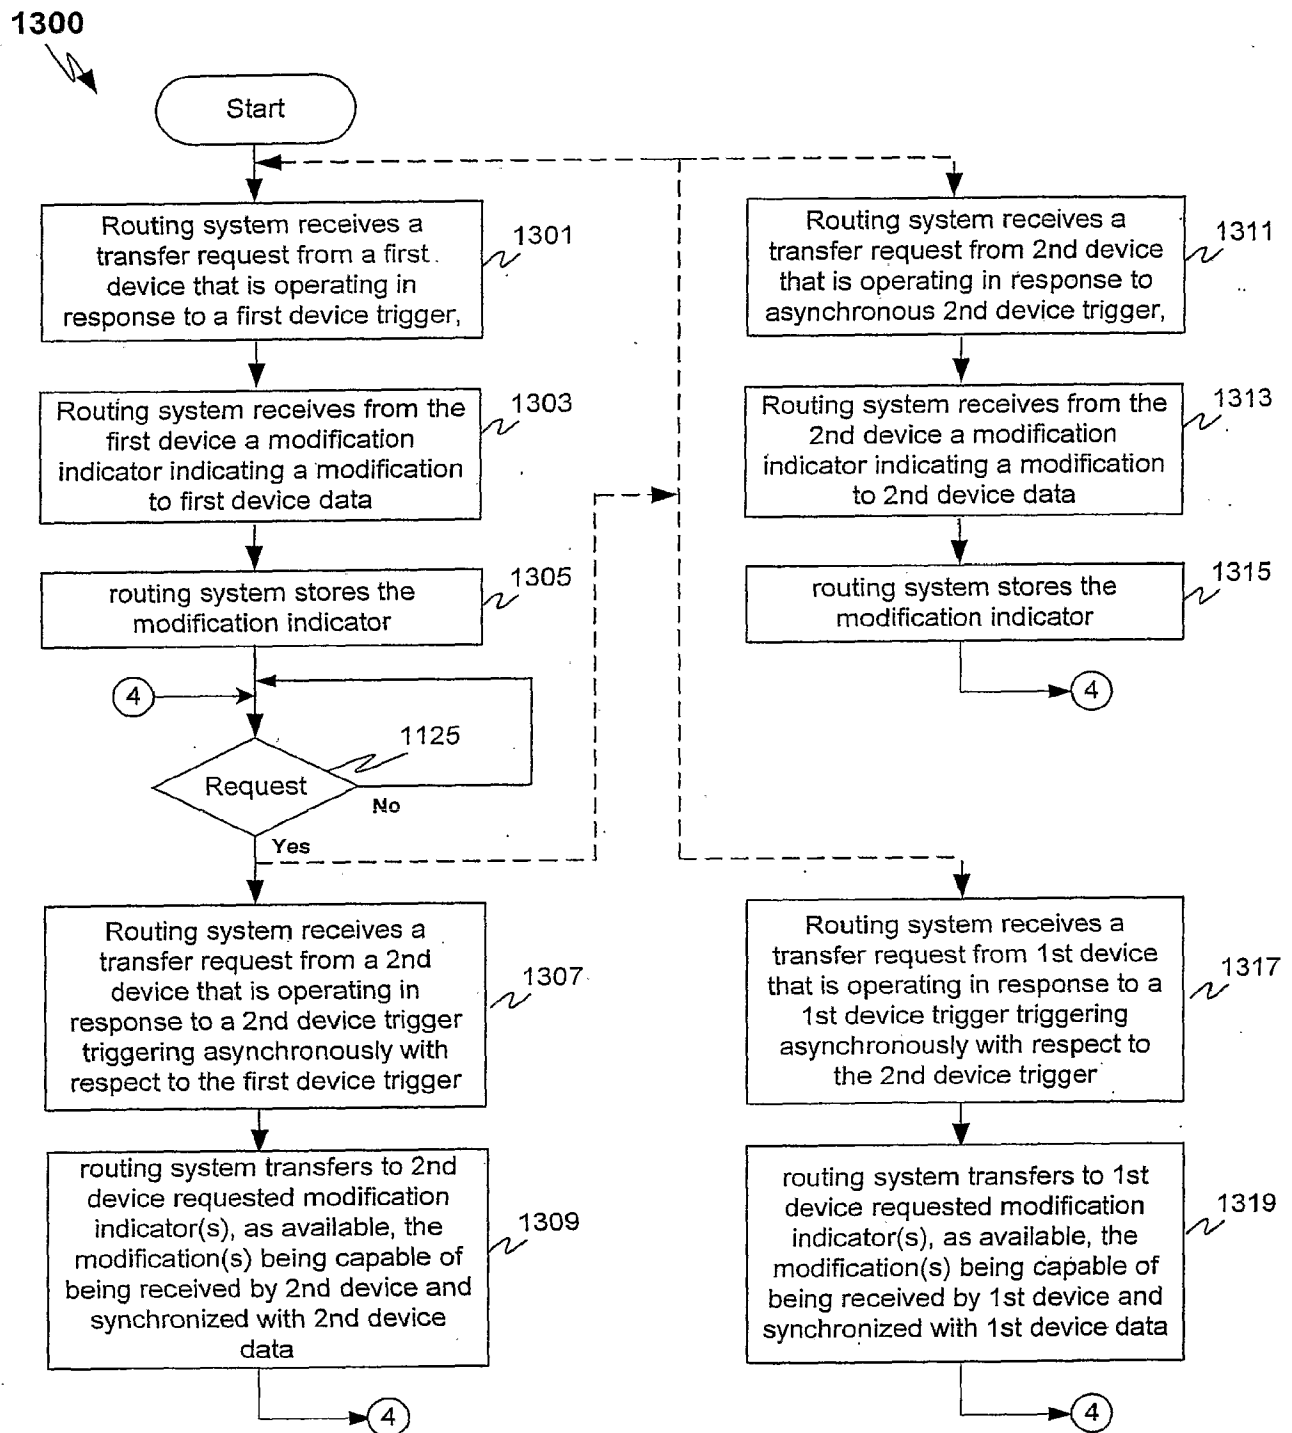 1300
Start
Routing system receives a
transfer request from a first
device that is operating in
response to a first device trigger,
1301
Routing system receives from the
first device a modification
indicator indicating a modification
to first device data
1303
routing system stores the
modification indicator
1305
4
Request
1125
No
Yes
Routing system receives a
transfer request from a 2nd
device that is operating in
response to a 2nd device trigger
triggering asynchronously with
respect to the first device trigger
1307
routing system transfers to 2nd
device requested modification
indicator(s), as available, the
modification(s) being capable of
being received by 2nd device and
synchronized with 2nd device
data
1309
4
Routing system receives a
transfer request from 2nd device
that is operating in response to
asynchronous 2nd device trigger,
1311
Routing system receives from the
2nd device a modification
indicator indicating a modification
to 2nd device data
1313
routing system stores the
modification indicator
1315
4
Routing system receives a
transfer request from 1st device
that is operating in response to a
1st device trigger triggering
asynchronously with respect to
the 2nd device trigger
1317
routing system transfers to 1st
device requested modification
indicator(s), as available, the
modification(s) being capable of
being received by 1st device and
synchronized with 1st device data
1319
4